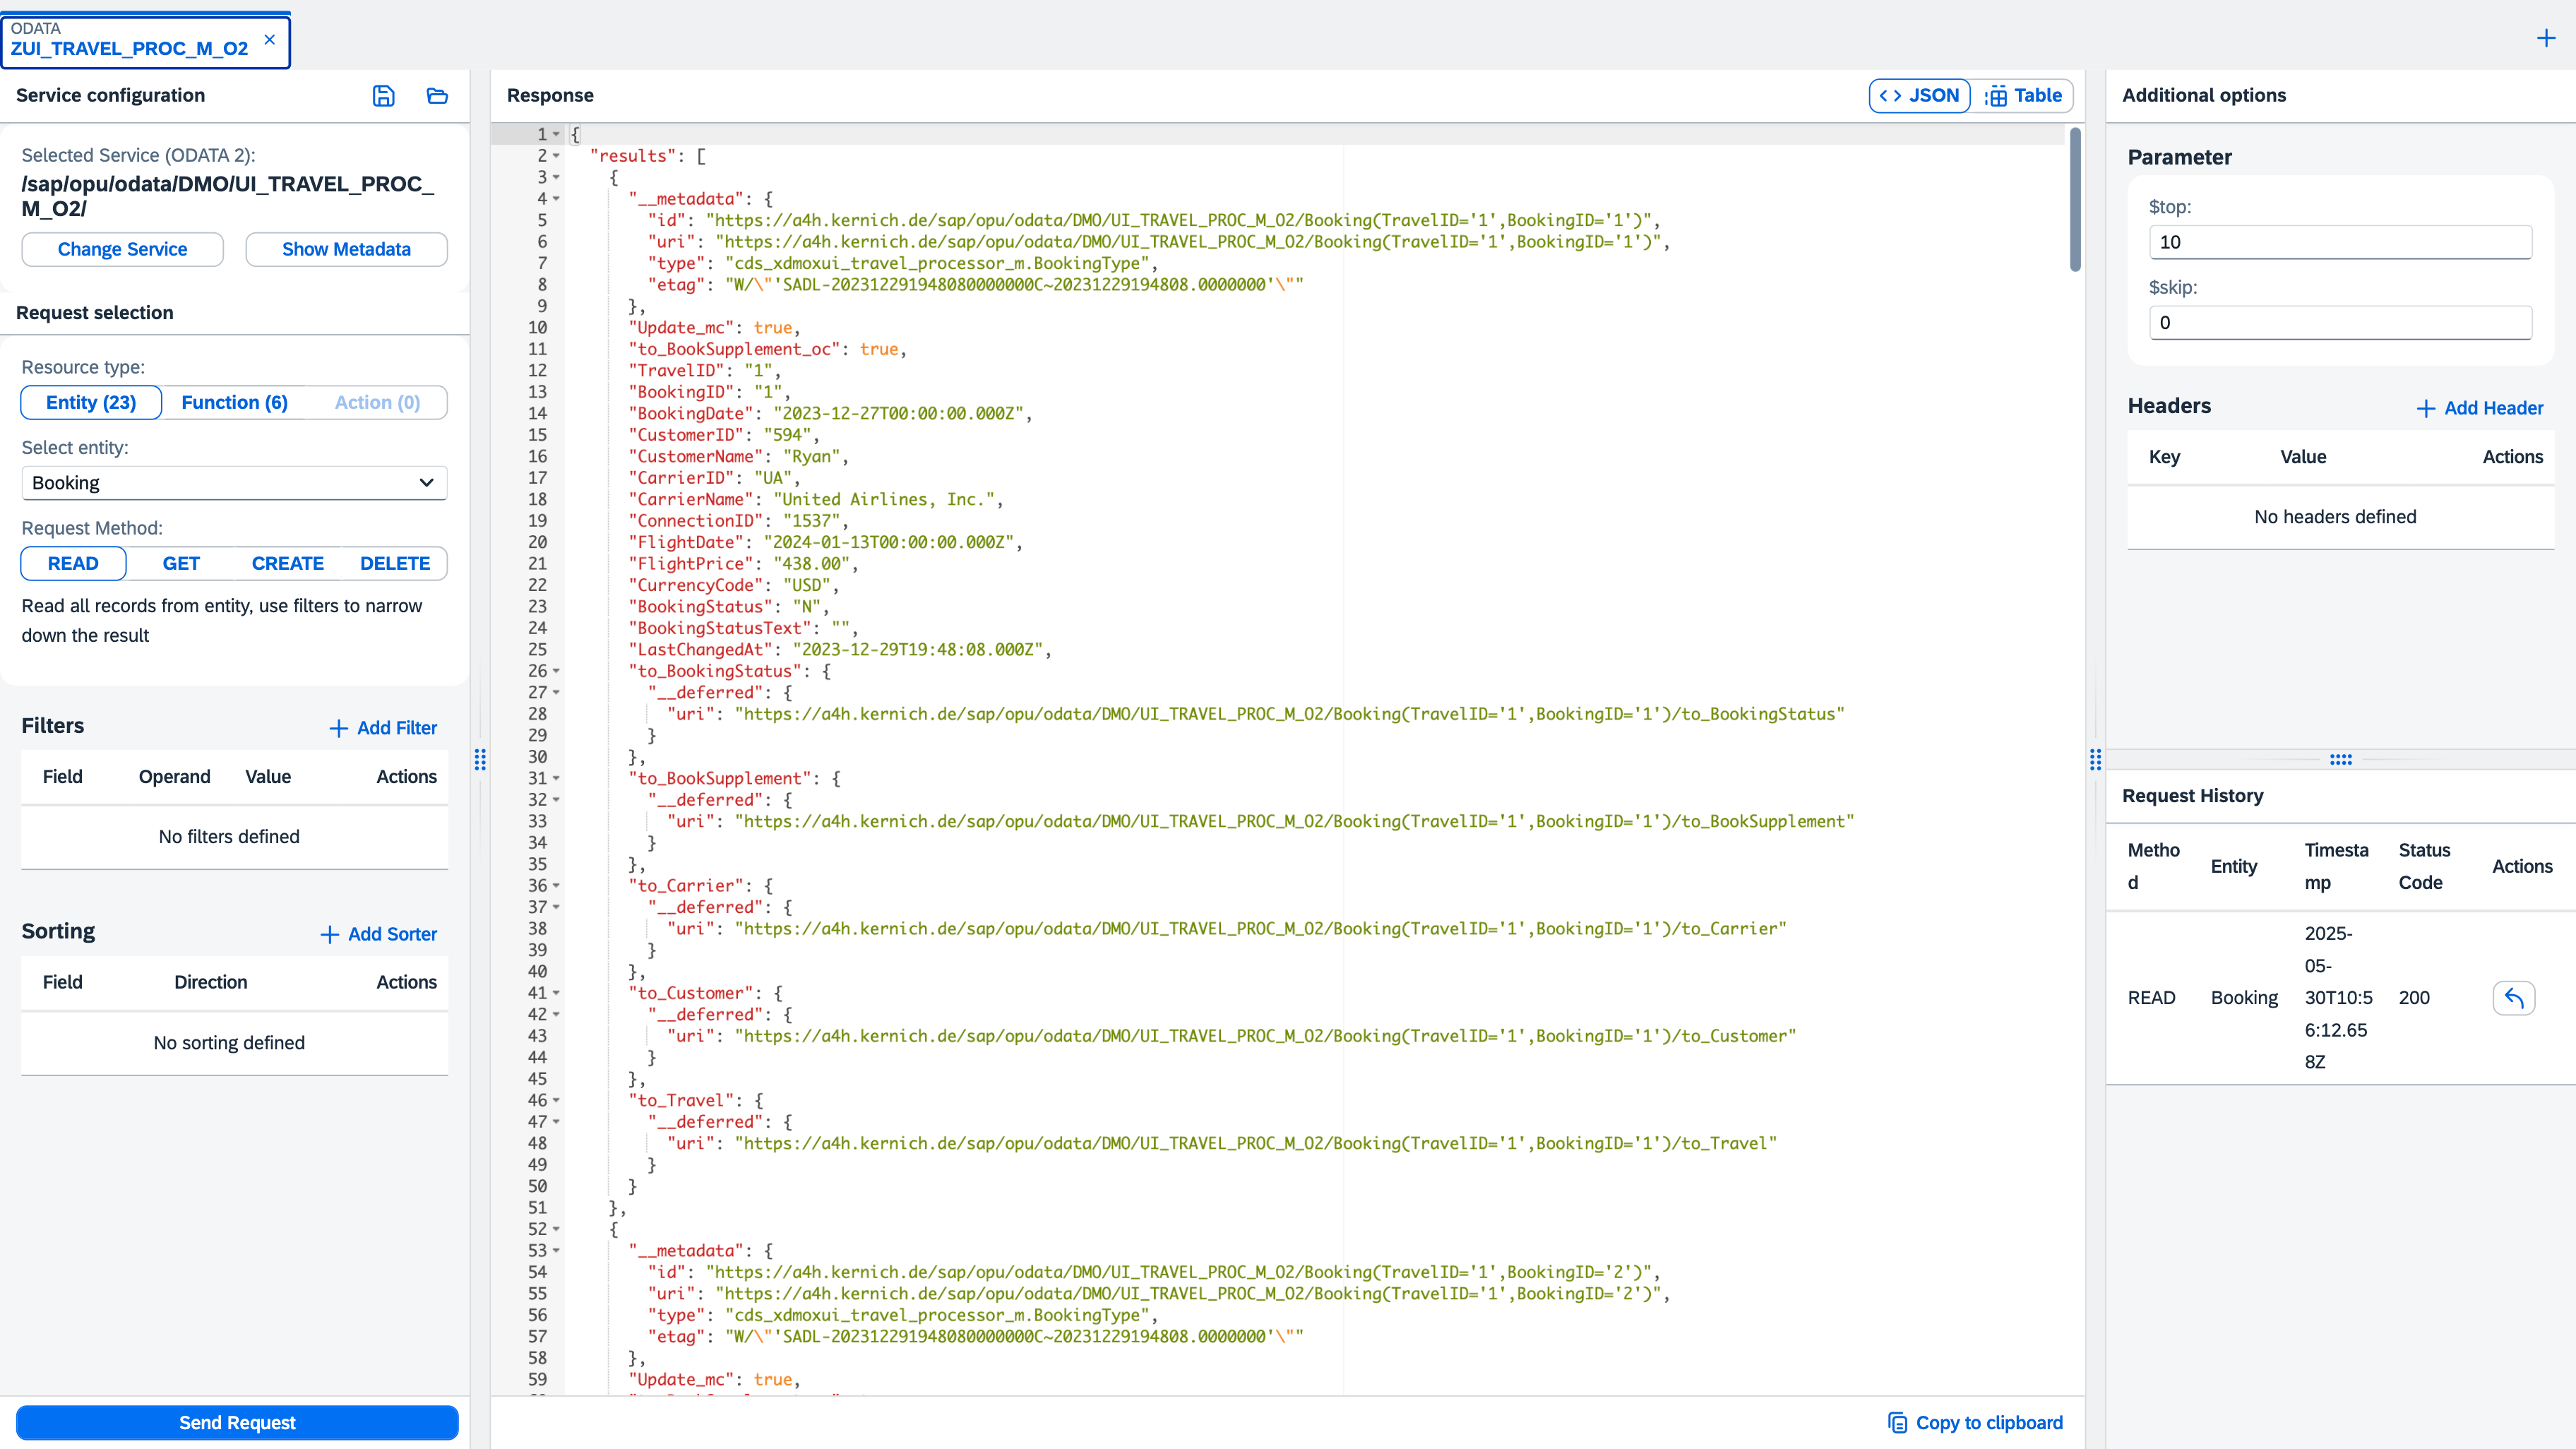 ODATA
ZUI_TRAVEL_PROC_M_O2
Service configuration
Selected Service (ODATA 2):
/sap/opu/odata/DMO/UI_TRAVEL_PROC_
M_O2/
Change Service
Show Metadata
Request selection
Resource type:
Entity (23)
Function (6)
Action (0)
Select entity:
Booking
Request Method:
READ
GET
CREATE
DELETE
Read all records from entity, use filters to narrow
down the result
Filters
Add Filter
Field Operand Value Actions
No filters defined
Sorting
Add Sorter
Field Direction Actions
No sorting defined
Send Request
Response
JSON
Table
1 {
2 "results": [
3 {
4 "__metadata": {
5 "id": "https://a4h.kernich.de/sap/opu/odata/DMO/UI_TRAVEL_PROC_M_O2/Booking(TravelID='1',BookingID='1')",
6 "uri": "https://a4h.kernich.de/sap/opu/odata/DMO/UI_TRAVEL_PROC_M_O2/Booking(TravelID='1',BookingID='1')",
7 "type": "cds_xdmoxui_travel_processor_m.BookingType",
8 "etag": "W/\"'SADL-202312291948080000000C~20231229194808.0000000'\""
9 },
10 "Update_mc": true,
11 "to_BookSupplement_oc": true,
12 "TravelID": "1",
13 "BookingID": "1",
14 "BookingDate": "2023-12-27T00:00:00.000Z",
15 "CustomerID": "594",
16 "CustomerName": "Ryan",
17 "CarrierID": "UA",
18 "CarrierName": "United Airlines, Inc.",
19 "ConnectionID": "1537",
20 "FlightDate": "2024-01-13T00:00:00.000Z",
21 "FlightPrice": "438.00",
22 "CurrencyCode": "USD",
23 "BookingStatus": "N",
24 "BookingStatusText": "",
25 "LastChangedAt": "2023-12-29T19:48:08.000Z",
26 "to_BookingStatus": {
27 "__deferred": {
28 "uri": "https://a4h.kernich.de/sap/opu/odata/DMO/UI_TRAVEL_PROC_M_O2/Booking(TravelID='1',BookingID='1')/to_BookingStatus"
29 }
30 },
31 "to_BookSupplement": {
32 "__deferred": {
33 "uri": "https://a4h.kernich.de/sap/opu/odata/DMO/UI_TRAVEL_PROC_M_O2/Booking(TravelID='1',BookingID='1')/to_BookSupplement"
34 }
35 },
36 "to_Carrier": {
37 "__deferred": {
38 "uri": "https://a4h.kernich.de/sap/opu/odata/DMO/UI_TRAVEL_PROC_M_O2/Booking(TravelID='1',BookingID='1')/to_Carrier"
39 }
40 },
41 "to_Customer": {
42 "__deferred": {
43 "uri": "https://a4h.kernich.de/sap/opu/odata/DMO/UI_TRAVEL_PROC_M_O2/Booking(TravelID='1',BookingID='1')/to_Customer"
44 }
45 },
46 "to_Travel": {
47 "__deferred": {
48 "uri": "https://a4h.kernich.de/sap/opu/odata/DMO/UI_TRAVEL_PROC_M_O2/Booking(TravelID='1',BookingID='1')/to_Travel"
49 }
50 }
51 },
52 {
53 "__metadata": {
54 "id": "https://a4h.kernich.de/sap/opu/odata/DMO/UI_TRAVEL_PROC_M_O2/Booking(TravelID='1',BookingID='2')",
55 "uri": "https://a4h.kernich.de/sap/opu/odata/DMO/UI_TRAVEL_PROC_M_O2/Booking(TravelID='1',BookingID='2')",
56 "type": "cds_xdmoxui_travel_processor_m.BookingType",
57 "etag": "W/\"'SADL-202312291948080000000C~20231229194808.0000000'\""
58 },
59 "Update_mc": true,
Copy to clipboard
Additional options
Parameter
$top:
10
$skip:
0
Headers
Add Header
Key Value Actions
No headers defined
Request History
Metho
d
Entity
Timesta
mp
Status
Code
Actions
READ
Booking
2025-
05-
30T10:5
6:12.65
8Z
200